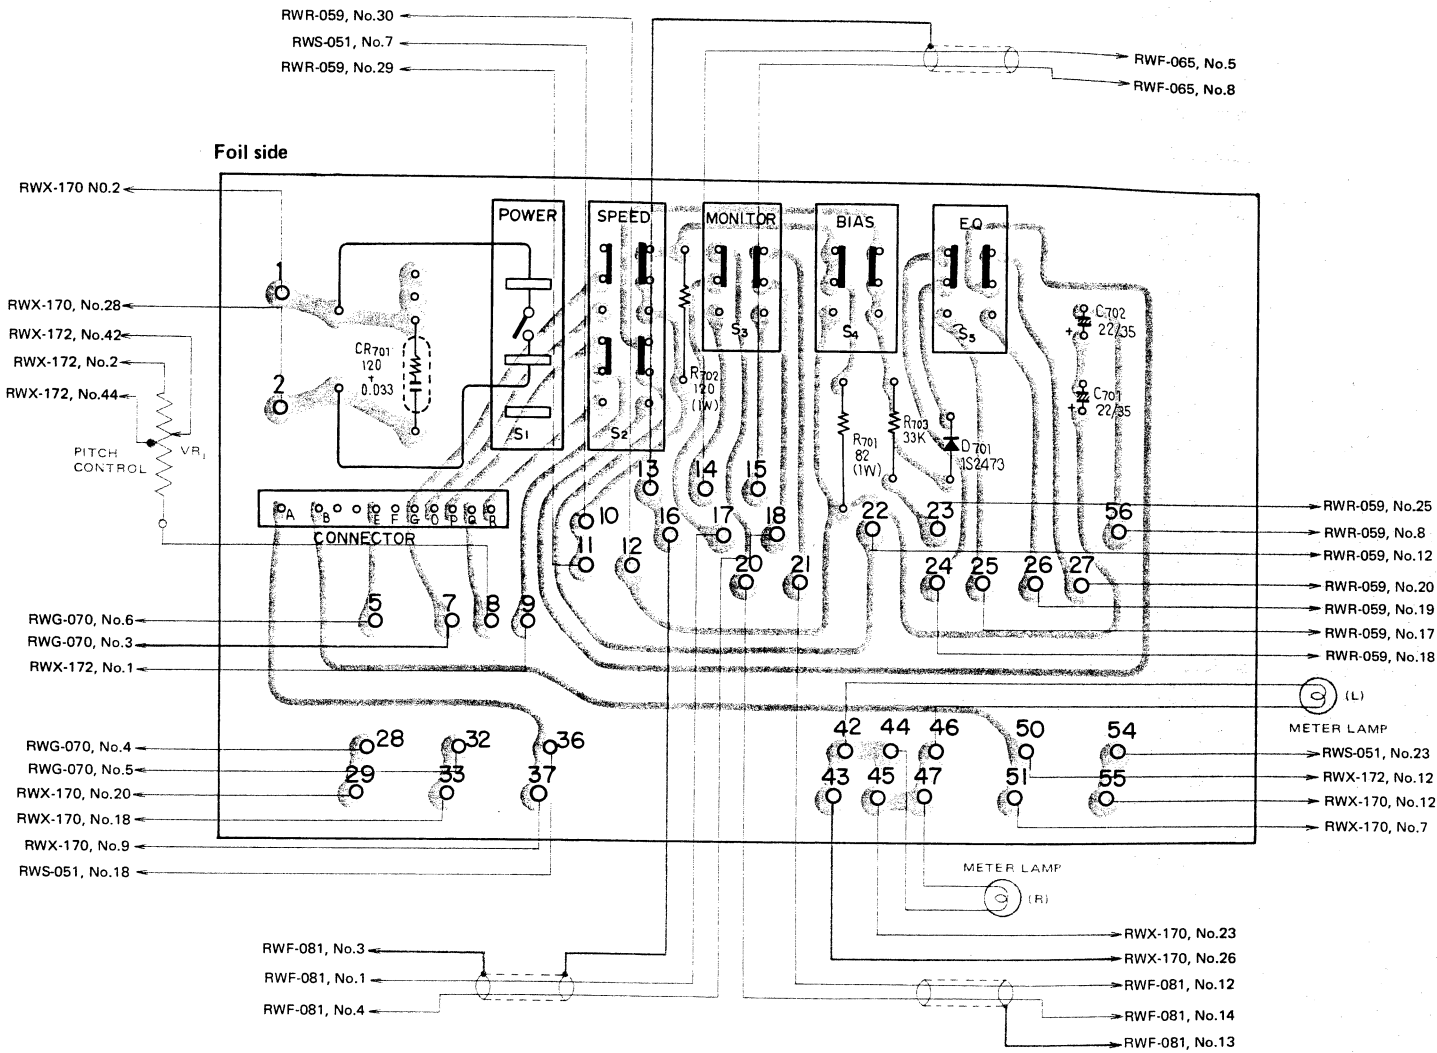 RWR-059, No.30
RWS-051, No.7
RWR-059, No.29
RWF-065, No.5
RWF-065, No.8
Foil side
RWX-170 NO.2
RWX-170, No.28
RWX-172, No.42
RWX-172, No.2
RWX-172, No.44
PITCH
CONTROL
VR1
POWER
SPEED
MONITOR
BIAS
EQ
1
2
CR701
120
+
0.033
S1
S2
S3
S4
S5
R702
120
(1W)
R701
82
(1W)
R703
33K
D701
1S2473
C702
22/35
+
C701
22/35
+
A
B
E
F
G
O
P
Q
R
CONNECTOR
13
14
15
10
16
17
18
22
23
56
11
12
20
21
24
25
26
27
5
7
8
9
RWG-070, No.6
RWG-070, No.3
RWX-172, No.1
RWR-059, No.25
RWR-059, No.8
RWR-059, No.12
RWR-059, No.20
RWR-059, No.19
RWR-059, No.17
RWR-059, No.18
(L)
METER LAMP
28
32
36
42
44
46
50
54
29
33
37
43
45
47
51
55
RWG-070, No.4
RWG-070, No.5
RWX-170, No.20
RWX-170, No.18
RWX-170, No.9
RWS-051, No.18
RWS-051, No.23
RWX-172, No.12
RWX-170, No.12
RWX-170, No.7
METER LAMP
(R)
RWF-081, No.3
RWF-081, No.1
RWF-081, No.4
RWX-170, No.23
RWX-170, No.26
RWF-081, No.12
RWF-081, No.14
RWF-081, No.13